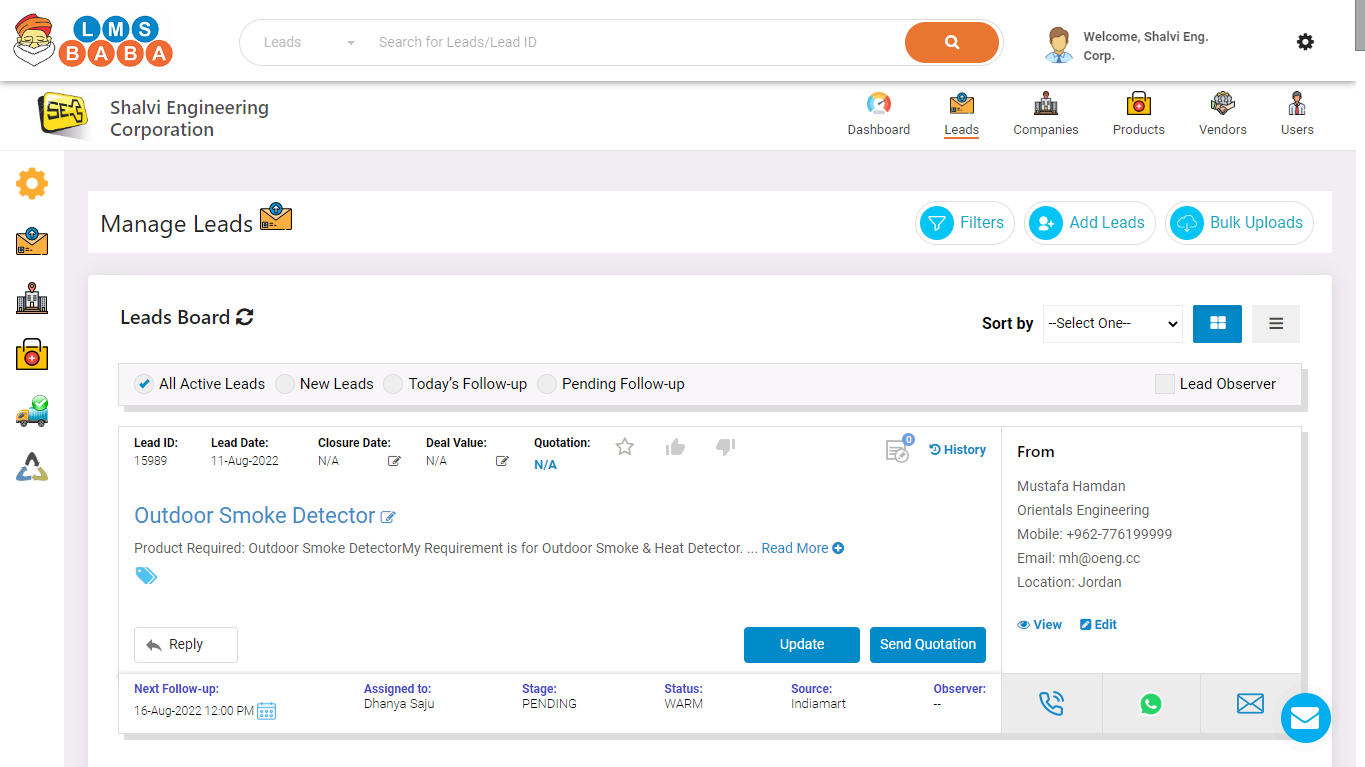 LMS
BABA
Leads
Search for Leads/Lead ID
Welcome, Shalvi Eng.
Corp.
SE
Shalvi Engineering
Corporation
Dashboard
Leads
Companies
Products
Vendors
Users
Manage Leads
Filters
Add Leads
Bulk Uploads
Leads Board
Sort by
--Select One--
All Active Leads
New Leads
Today's Follow-up
Pending Follow-up
Lead Observer
Lead ID:
15989
Lead Date:
11-Aug-2022
Closure Date:
N/A
Deal Value:
N/A
Quotation:
N/A
0
History
Outdoor Smoke Detector
Product Required: Outdoor Smoke DetectorMy Requirement is for Outdoor Smoke & Heat Detector. ... Read More
Reply
Update
Send Quotation
From
Mustafa Hamdan
Orientals Engineering
Mobile: +962-776199999
Email: mh@oeng.cc
Location: Jordan
View
Edit
Next Follow-up:
16-Aug-2022 12:00 PM
Assigned to:
Dhanya Saju
Stage:
PENDING
Status:
WARM
Source:
Indiamart
Observer:
--